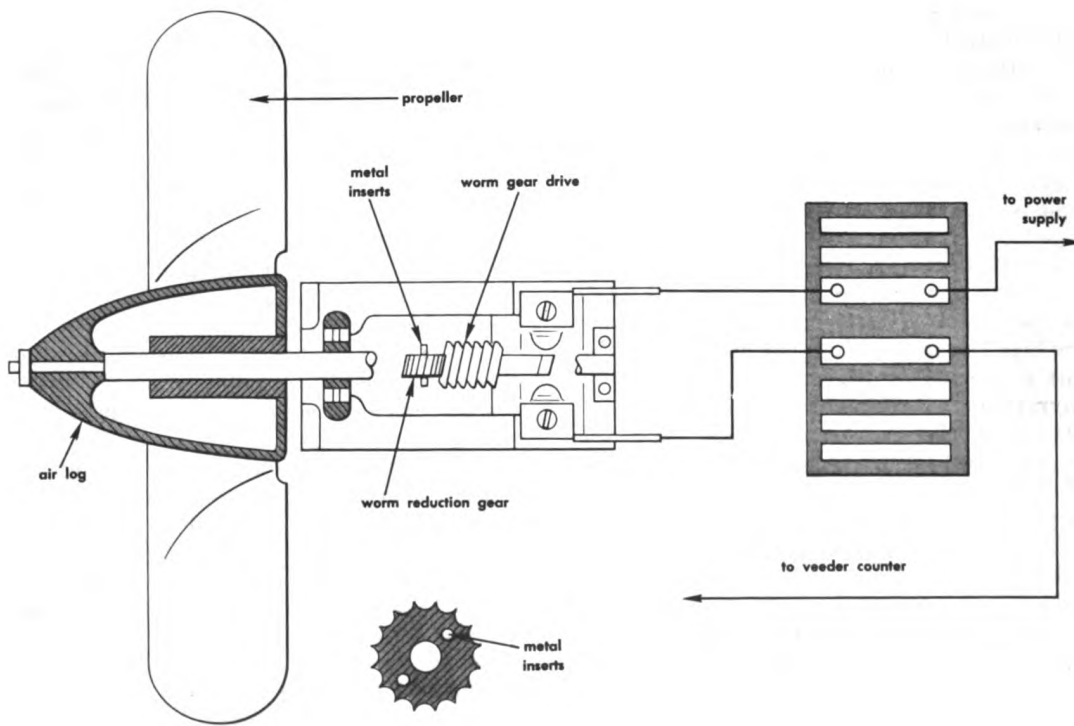 propeller
metal
inserts
worm gear drive
to power
supply
air log
worm reduction gear
to veeder counter
metal
inserts